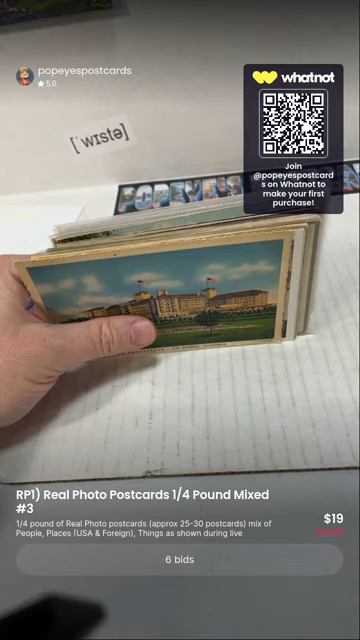 popeyespostcards
★ 5.0
whatnot
Join
@popeyespostcard
s on Whatnot to
make your first
purchase!
[ˈwɪstə]
POPEYE'S
RP1) Real Photo Postcards 1/4 Pound Mixed
#3
1/4 pound of Real Photo postcards (approx 25-30 postcards) mix of
People, Places (USA & Foreign), Things as shown during live
$19
6 bids